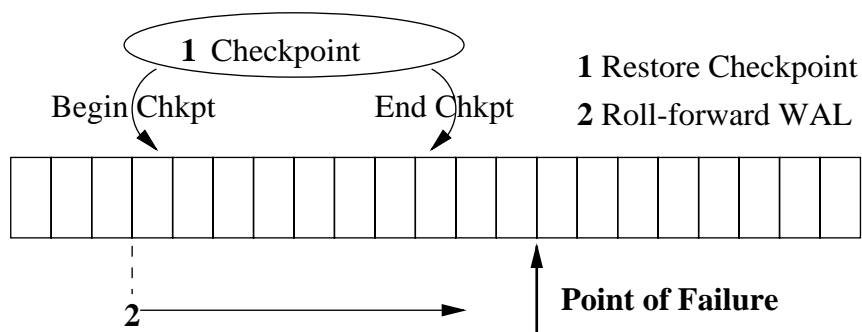 1 Checkpoint
1 Restore Checkpoint
Begin Chkpt
End Chkpt
2 Roll-forward WAL
2
Point of Failure